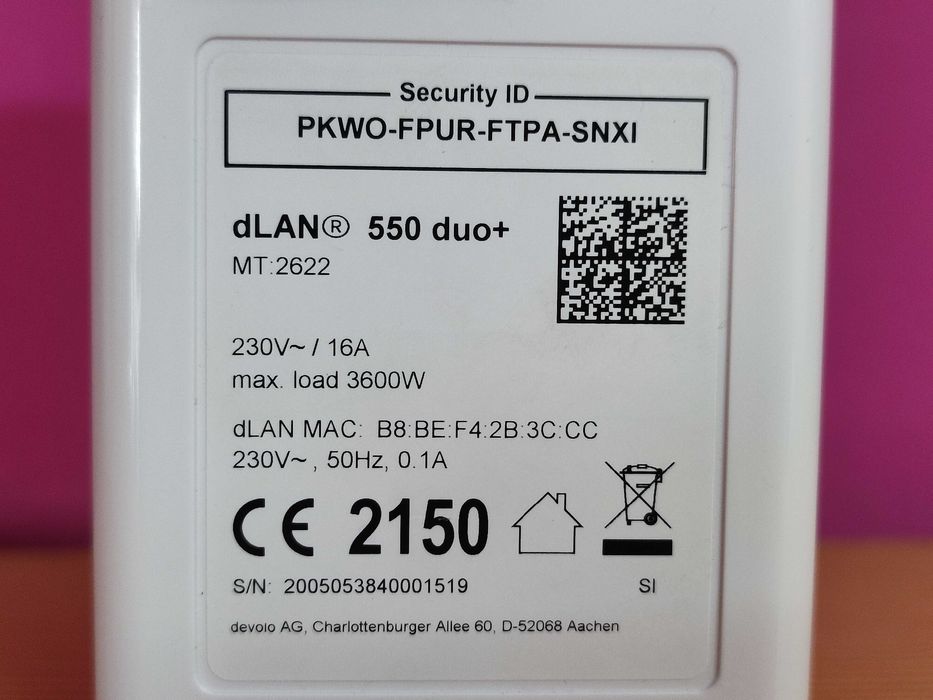 Security ID
PKWO-FPUR-FTPA-SNXI
dLAN® 550 duo+
MT:2622
230V~ / 16A
max. load 3600W
dLAN MAC: B8:BE:F4:2B:3C:CC
230V~ , 50Hz, 0.1A
CE 2150
S/N: 2005053840001519 SI
devolo AG, Charlottenburger Allee 60, D-52068 Aachen